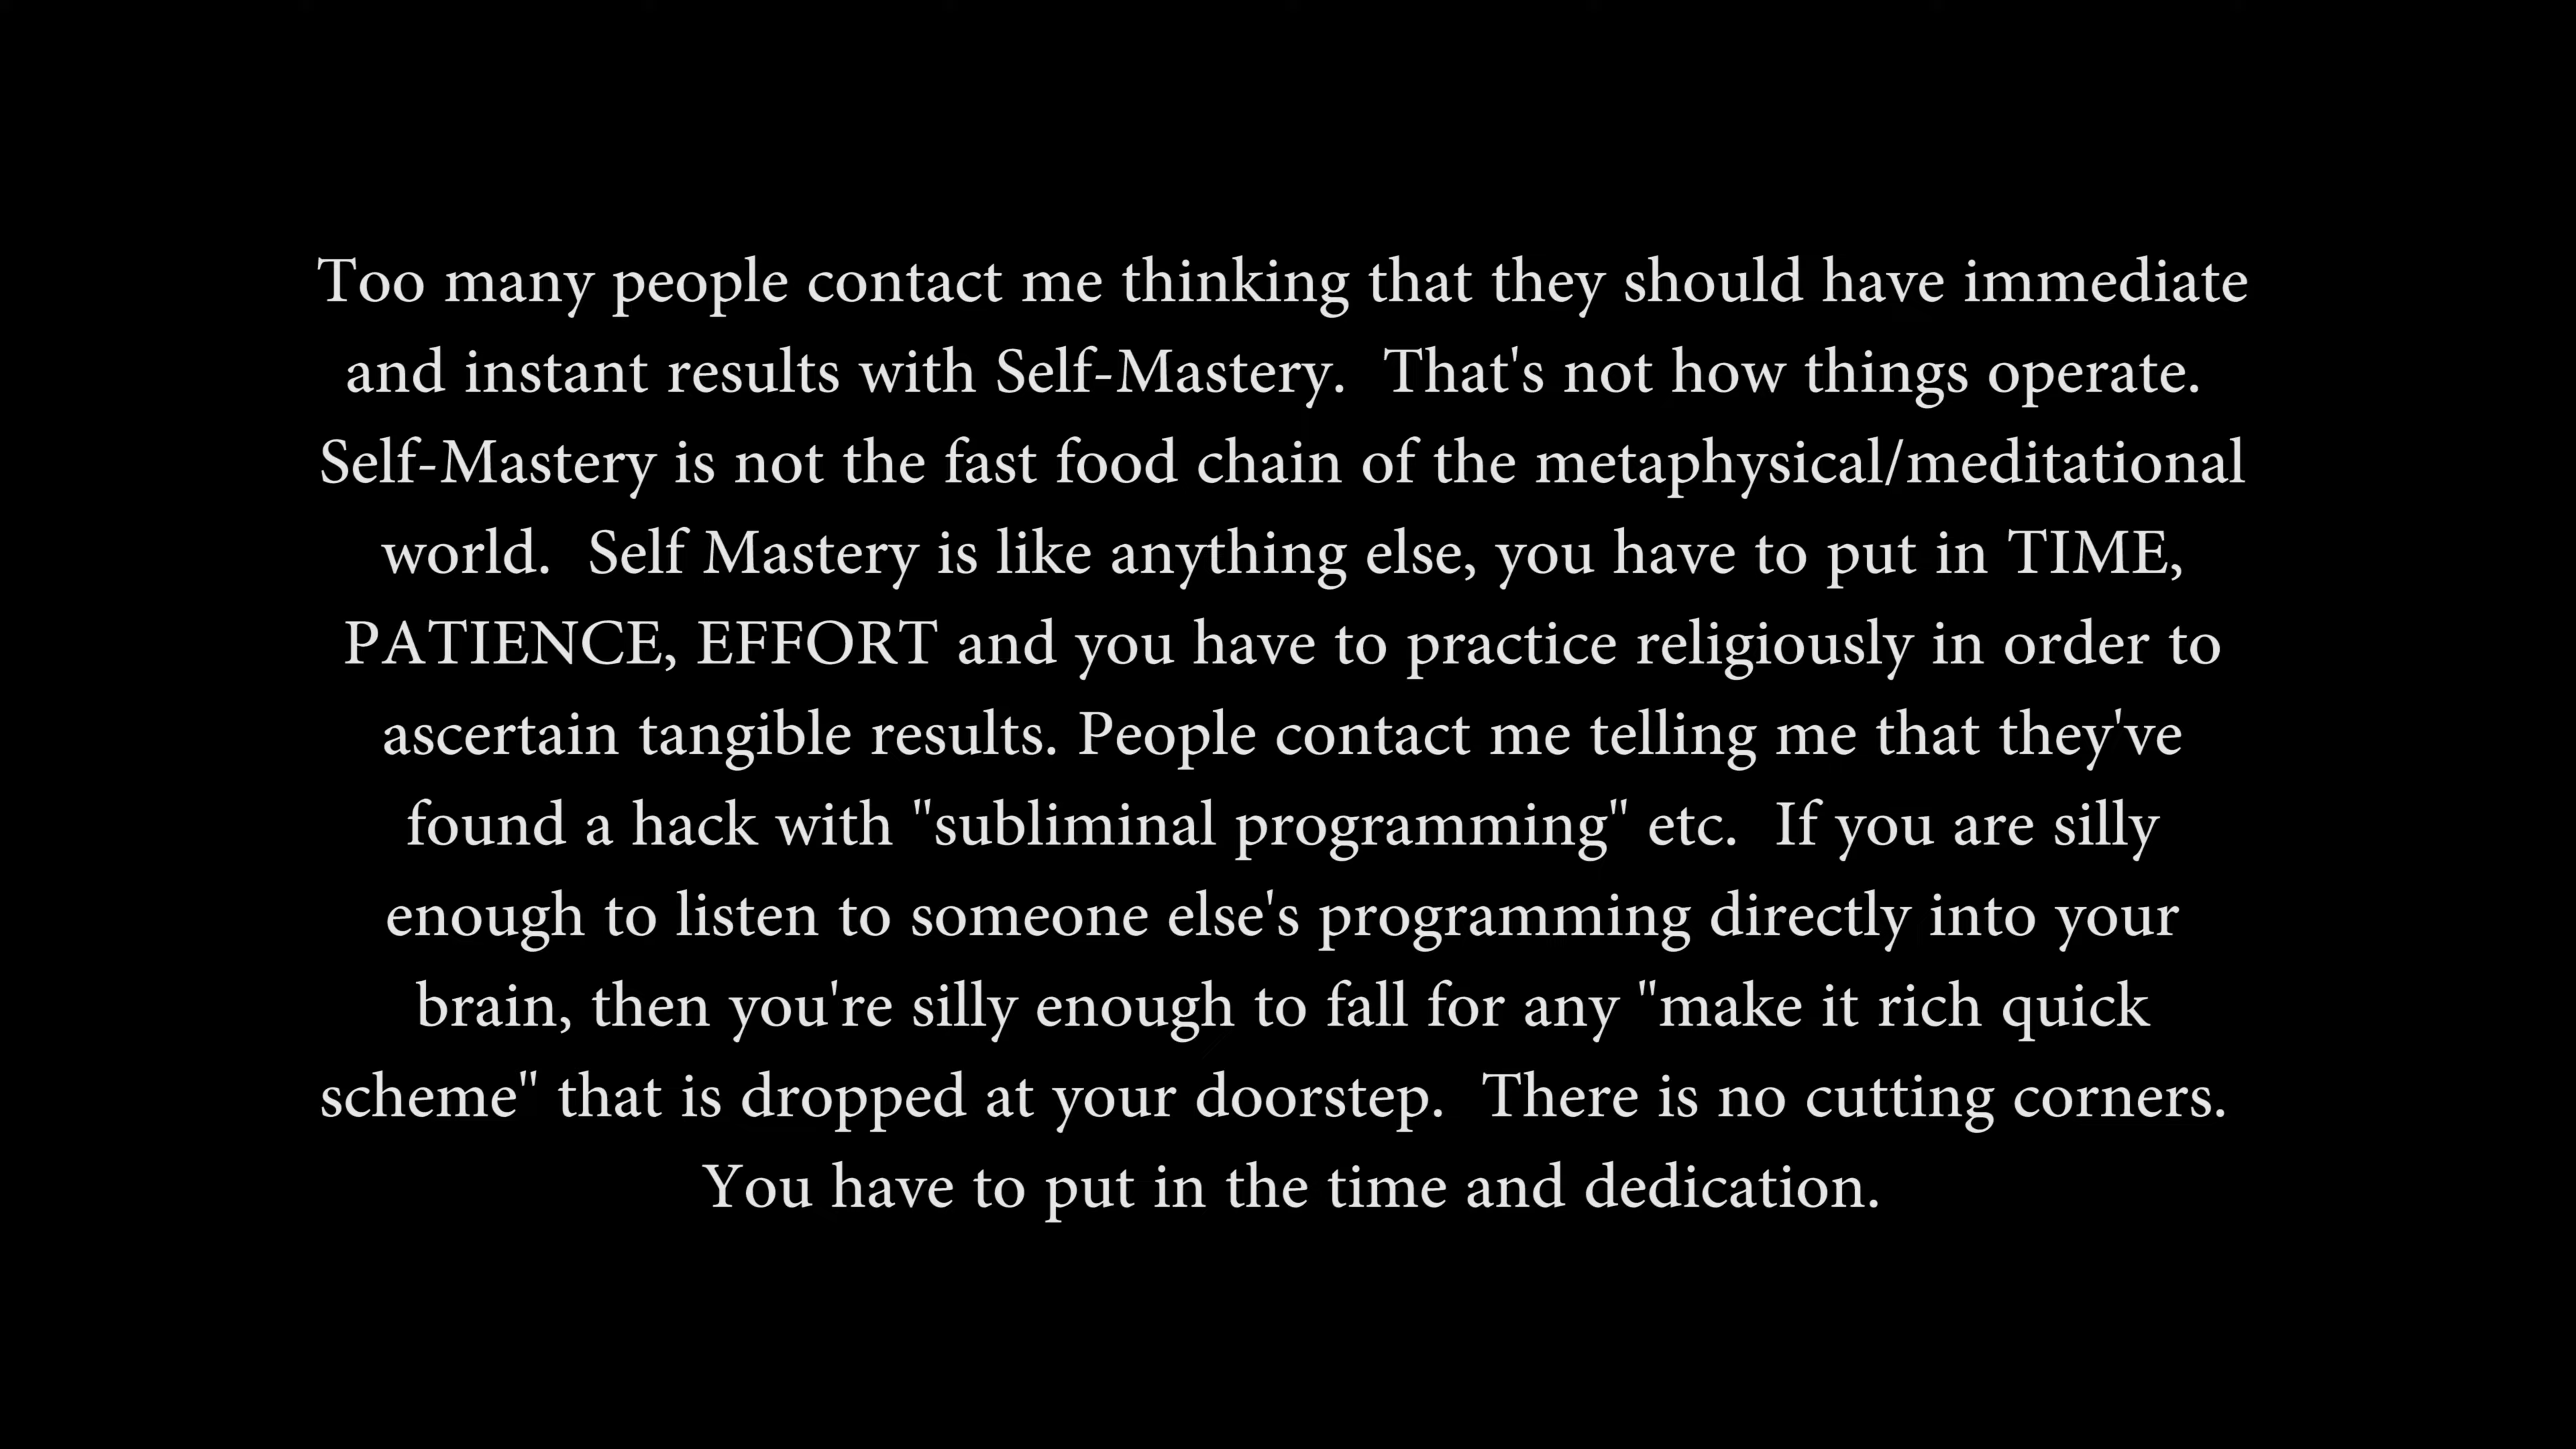 Too many people contact me thinking that they should have immediate
and instant results with Self-Mastery.  That's not how things operate.
Self-Mastery is not the fast food chain of the metaphysical/meditational
world.  Self Mastery is like anything else, you have to put in TIME,
PATIENCE, EFFORT and you have to practice religiously in order to
ascertain tangible results. People contact me telling me that they've
found a hack with "subliminal programming" etc.  If you are silly
enough to listen to someone else's programming directly into your
brain, then you're silly enough to fall for any "make it rich quick
scheme" that is dropped at your doorstep.  There is no cutting corners.
You have to put in the time and dedication.